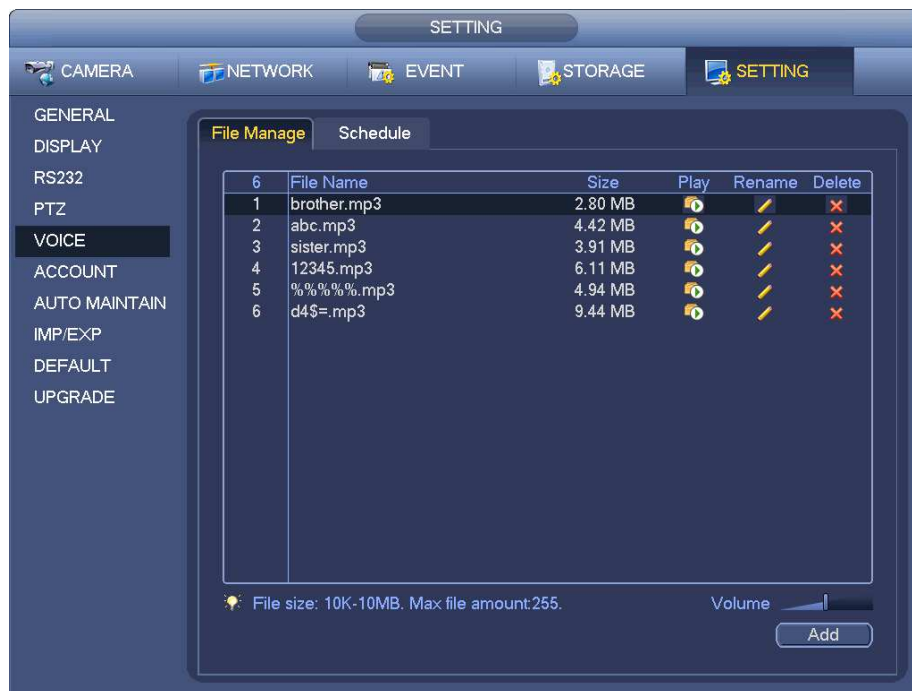 SETTING
CAMERA NETWORK EVENT STORAGE SETTING
GENERAL
DISPLAY
RS232
PTZ
VOICE
ACCOUNT
AUTO MAINTAIN
IMP/EXP
DEFAULT
UPGRADE
File Manage Schedule
6 File Name Size Play Rename Delete
1 brother.mp3 2.80 MB
2 abc.mp3 4.42 MB
3 sister.mp3 3.91 MB
4 12345.mp3 6.11 MB
5 %%%%%.mp3 4.94 MB
6 d4$=.mp3 9.44 MB
File size: 10K-10MB. Max file amount:255. Volume
Add